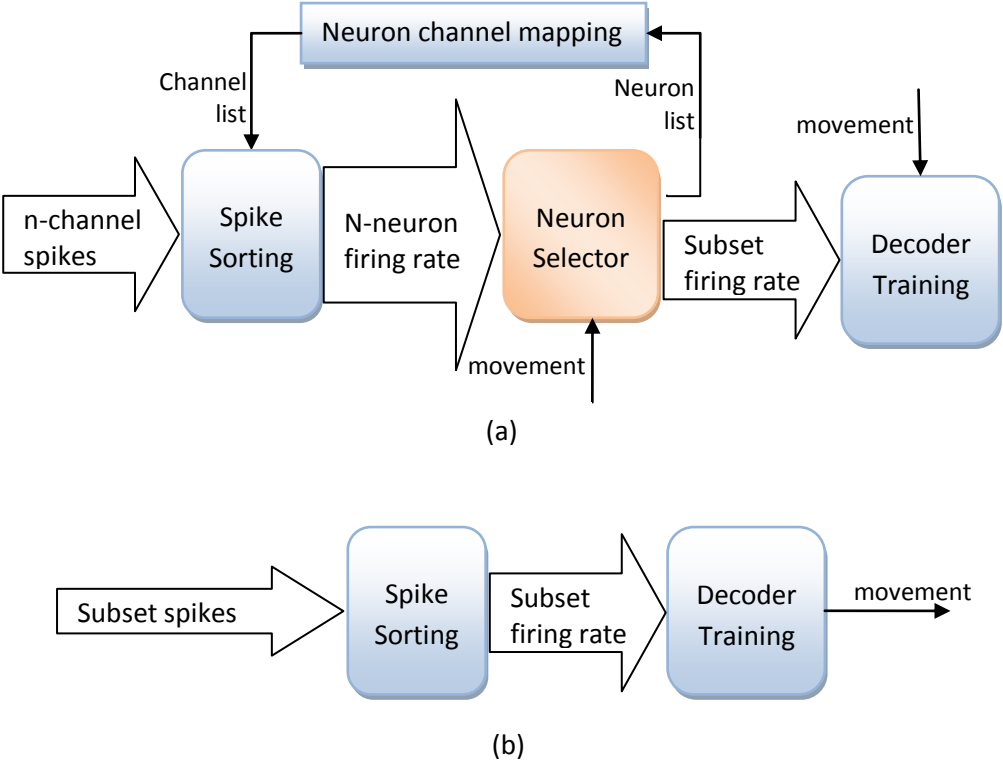 Neuron channel mapping
Channel
list
Neuron
list
movement
n-channel
spikes
Spike
Sorting
N-neuron
firing rate
Neuron
Selector
Subset
firing rate
Decoder
Training
movement
(a)
Subset spikes
Spike
Sorting
Subset
firing rate
Decoder
Training
movement
(b)